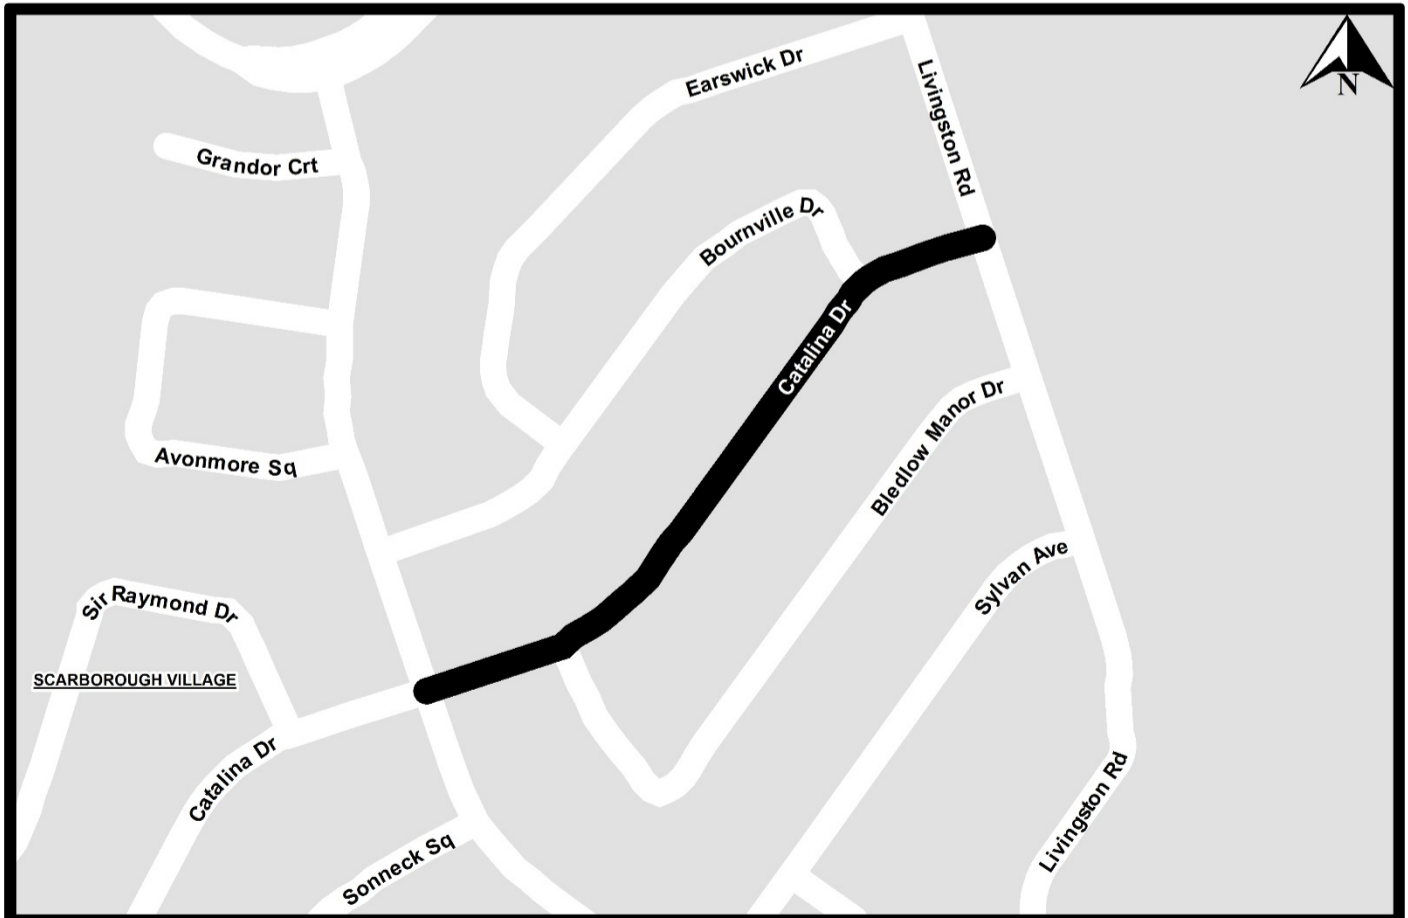 Earswick Dr
Livingston Rd
N
Grandor Crt
Bournville Dr
Catalina Dr
Bledlow Manor Dr
Avonmore Sq
Sylvan Ave
Sir Raymond Dr
SCARBOROUGH VILLAGE
Catalina Dr
Livingston Rd
Sonneck Sq